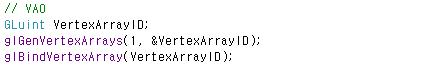 // VAO
GLuint VertexArrayID;
glGenVertexArrays(1, &VertexArrayID);
glBindVertexArray(VertexArrayID);